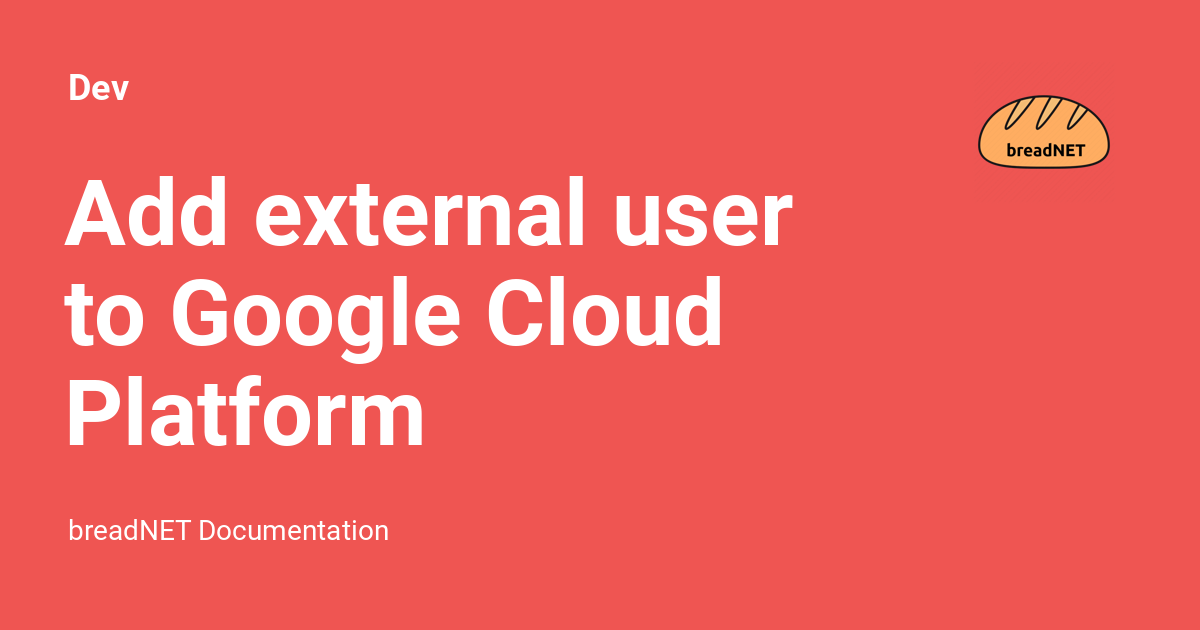 Dev
breadNET
Add external user
to Google Cloud
Platform
breadNET Documentation